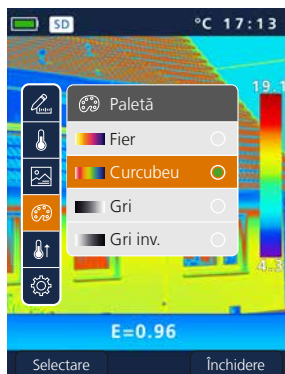 SD °C 17:13
19.1
Paletă
Fier
Curcubeu
Gri
Gri inv.
4.3
E=0.96
Selectare Închidere